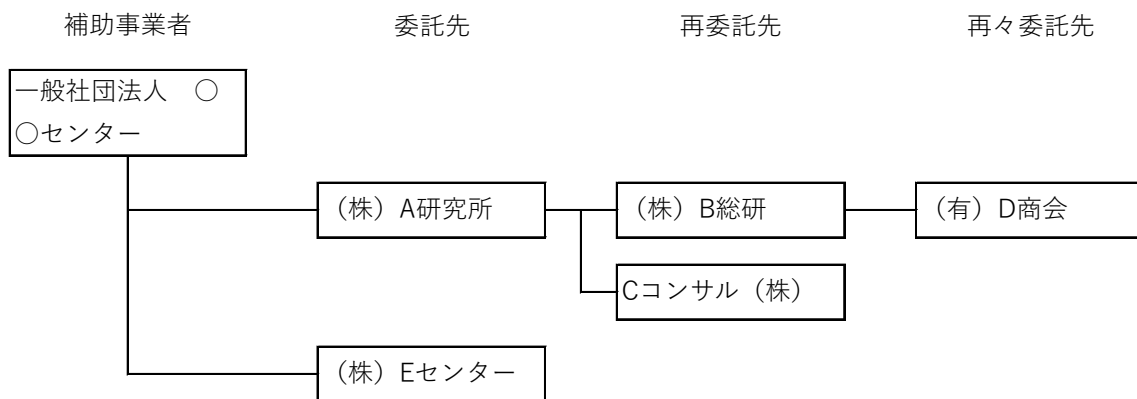 補助事業者 委託先 再委託先 再々委託先
一般社団法人　○
○センター
（株）A研究所 （株）B総研 （有）D商会
Cコンサル（株）
（株）Eセンター